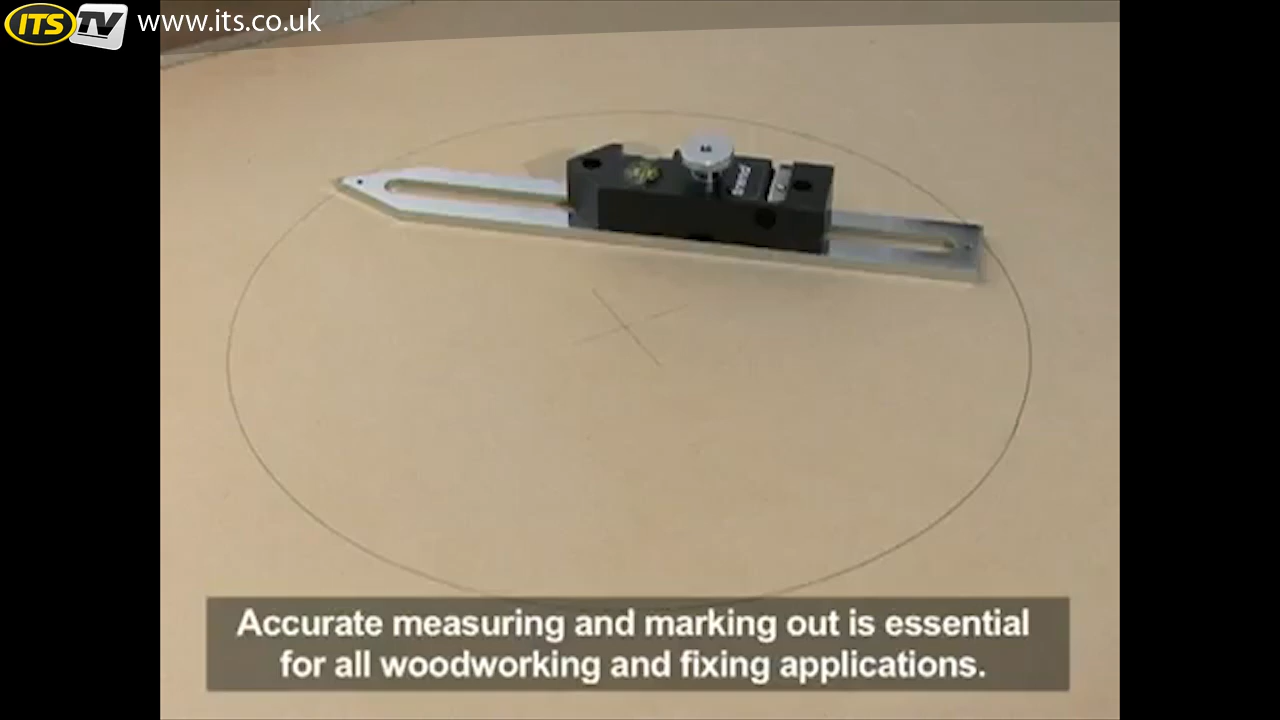 ITS TV www.its.co.uk
Trend
Accurate measuring and marking out is essential
for all woodworking and fixing applications.